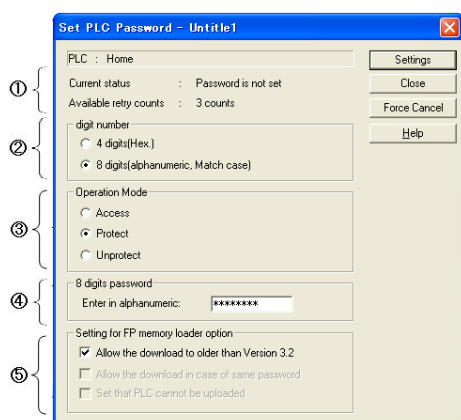 Set PLC Password - Untitle1
PLC : Home
Settings
① Current status : Password is not set
Close
Available retry counts : 3 counts
Force Cancel
② digit number
Help
4 digits(Hex.)
8 digits(alphanumeric, Match case)
③ Operation Mode
Access
Protect
Unprotect
④ 8 digits password
Enter in alphanumeric: ********
⑤ Setting for FP memory loader option
Allow the download to older than Version 3.2
Allow the download in case of same password
Set that PLC cannot be uploaded